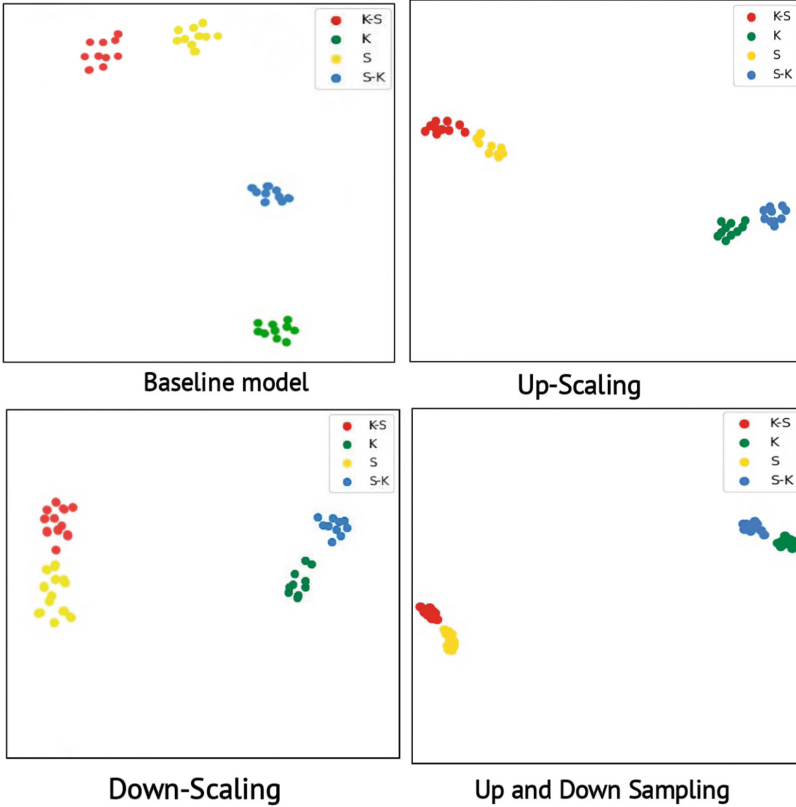 K-S
K
S
S-K
Baseline model
K-S
K
S
S-K
Up-Scaling
K-S
K
S
S-K
Down-Scaling
K-S
K
S
S-K
Up and Down Sampling